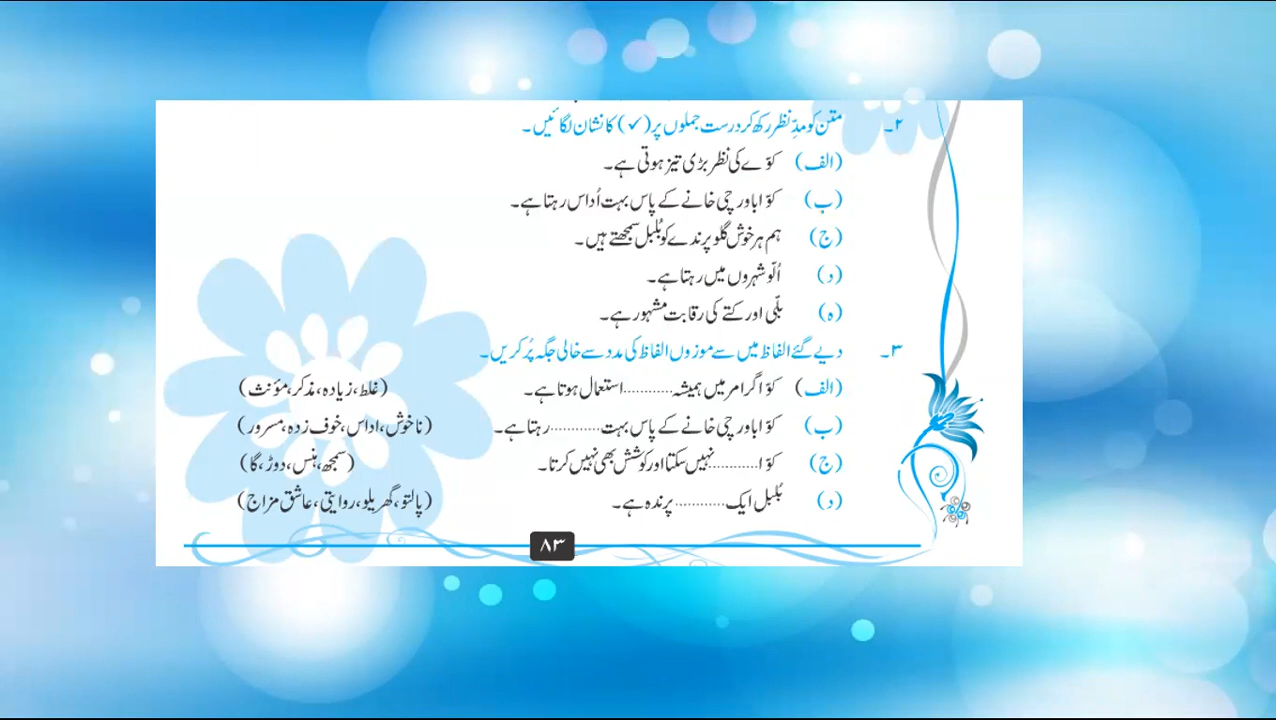 ۲۔ متن کو مدِّنظر رکھ کر درست جملوں پر (✓) کا نشان لگائیں۔
(الف) کوّے کی نظر بڑی تیز ہوتی ہے۔
(ب) کوّا باورچی خانے کے پاس بہت اُداس رہتا ہے۔
(ج) ہم ہر خوش گلو پرندے کو بُلبل سمجھتے ہیں۔
(د) اُلّو شہروں میں رہتا ہے۔
(ہ) بلّی اور کتے کی رقابت مشہور ہے۔
۳۔ دیے گئے الفاظ میں سے موزوں الفاظ کی مدد سے خالی جگہ پُر کریں۔
(الف) کوّا گرامر میں ہمیشہ ............ استعمال ہوتا ہے۔ (غلط، زیادہ، مذکر، مؤنث)
(ب) کوّا باورچی خانے کے پاس بہت ............ رہتا ہے۔ (ناخوش، اداس، خوف زدہ، مسرور)
(ج) کوّا ............ نہیں سکتا اور کوشش بھی نہیں کرتا۔ (سمجھ، ہنس، دوڑ، گا)
(د) بُلبل ایک ............ پرندہ ہے۔ (پالتو، گھریلو، روایتی، عاشق مزاج)
۸۳